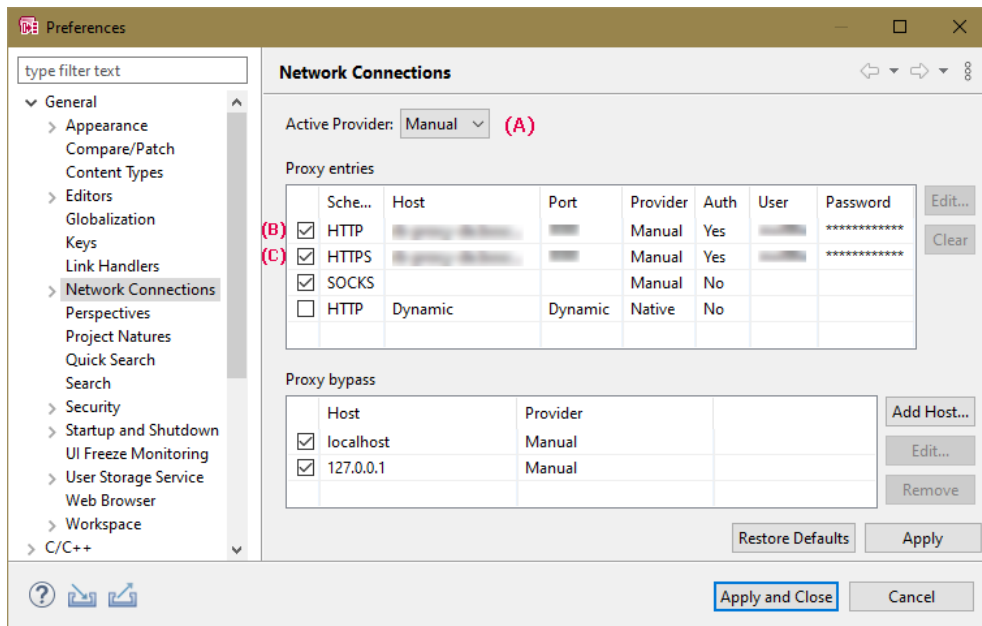 Preferences
type filter text
General
Appearance
Compare/Patch
Content Types
Editors
Globalization
Keys
Link Handlers
Network Connections
Perspectives
Project Natures
Quick Search
Search
Security
Startup and Shutdown
UI Freeze Monitoring
User Storage Service
Web Browser
Workspace
C/C++
Network Connections
Active Provider: Manual (A)
Proxy entries
Sche... Host Port Provider Auth User Password
(B) HTTP Manual Yes ************
(C) HTTPS Manual Yes ************
SOCKS Manual No
HTTP Dynamic Dynamic Native No
Edit...
Clear
Proxy bypass
Host Provider
localhost Manual
127.0.0.1 Manual
Add Host...
Edit...
Remove
Restore Defaults Apply
Apply and Close Cancel